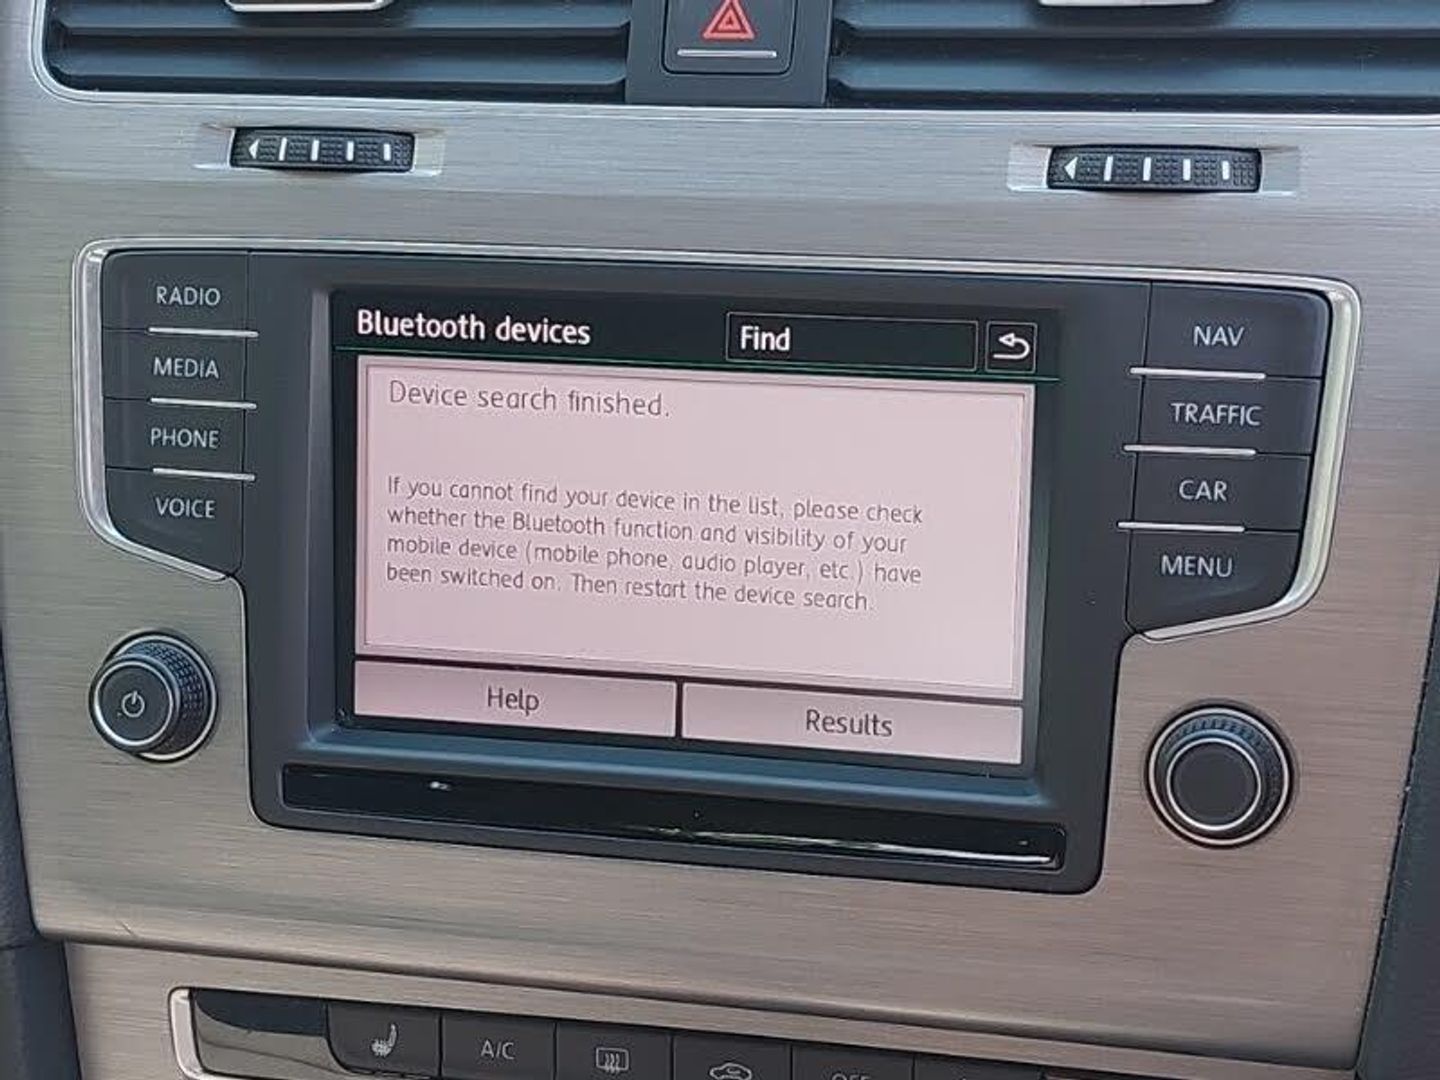 Bluetooth devices
Find
Device search finished.
If you cannot find your device in the list, please check
whether the Bluetooth function and visibility of your
mobile device (mobile phone, audio player, etc.) have
been switched on. Then restart the device search.
Help
Results
RADIO
MEDIA
PHONE
VOICE
NAV
TRAFFIC
CAR
MENU
A/C
OFF